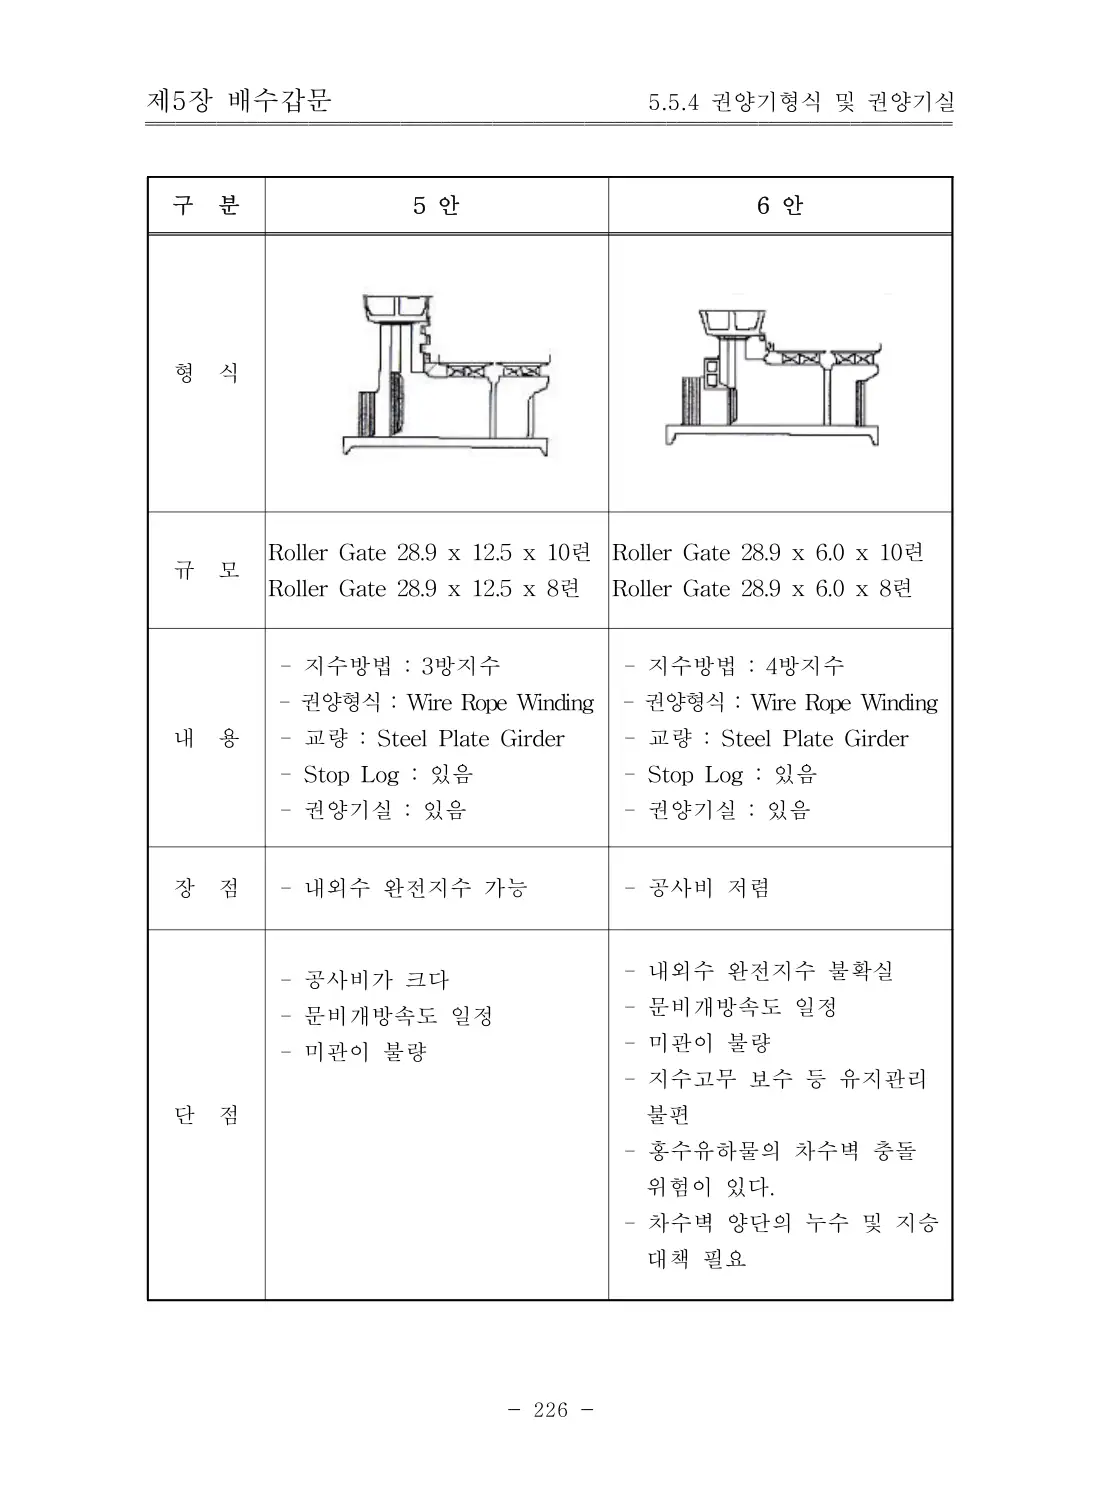 제5장 배수갑문
5.5.4 권양기형식 및 권양기실
구 분
5 안
6 안
형 식
규 모
Roller Gate 28.9 x 12.5 x 10련
Roller Gate 28.9 x 12.5 x 8련
Roller Gate 28.9 x 6.0 x 10련
Roller Gate 28.9 x 6.0 x 8련
내 용
- 지수방법 : 3방지수
- 권양형식 : Wire Rope Winding
- 교량 : Steel Plate Girder
- Stop Log : 있음
- 권양기실 : 있음
- 지수방법 : 4방지수
- 권양형식 : Wire Rope Winding
- 교량 : Steel Plate Girder
- Stop Log : 있음
- 권양기실 : 있음
장 점
- 내외수 완전지수 가능
- 공사비 저렴
단 점
- 공사비가 크다
- 문비개방속도 일정
- 미관이 불량
- 내외수 완전지수 불확실
- 문비개방속도 일정
- 미관이 불량
- 지수고무 보수 등 유지관리
불편
- 홍수유하물의 차수벽 충돌
위험이 있다.
- 차수벽 양단의 누수 및 지승
대책 필요
- 226 -